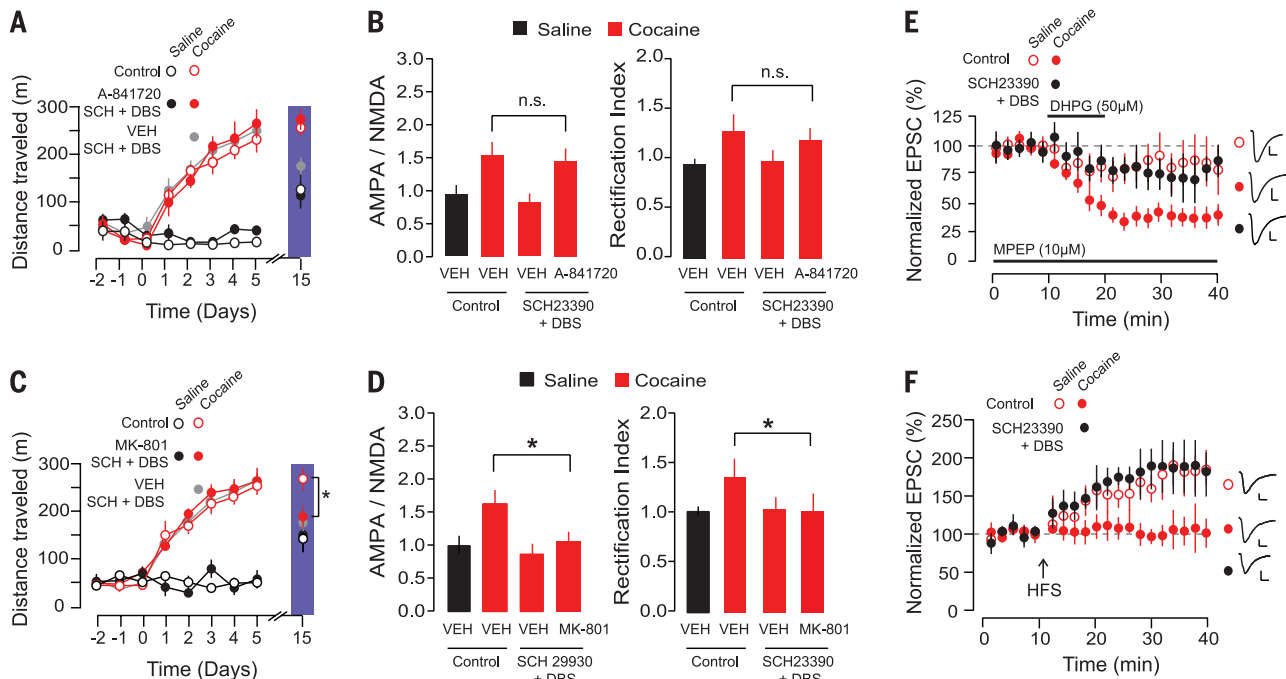 A
Saline
Cocaine
Control
A-841720
SCH + DBS
VEH
SCH + DBS
Distance traveled (m)
300
200
100
0
-2 -1 0 1 2 3 4 5 15
Time (Days)
B
Saline Cocaine
AMPA / NMDA
3.0
2.5
2.0
1.5
1.0
0.5
0.0
n.s.
VEH VEH VEH A-841720
Control SCH23390
+ DBS
Rectification Index
2.0
1.5
1.0
0.5
0.0
n.s.
VEH VEH VEH A-841720
Control SCH23390
+ DBS
E
Saline
Cocaine
Control
SCH23390
+ DBS
DHPG (50µM)
Normalized EPSC (%)
125
100
75
50
25
0
MPEP (10µM)
0 10 20 30 40
Time (min)
C
Saline
Cocaine
Control
MK-801
SCH + DBS
VEH
SCH + DBS
Distance traveled (m)
300
200
100
0
*
-2 -1 0 1 2 3 4 5 15
Time (Days)
D
Saline Cocaine
AMPA / NMDA
3.0
2.5
2.0
1.5
1.0
0.5
0.0
*
VEH VEH VEH MK-801
Control SCH 29930
+ DBS
Rectification Index
2.0
1.5
1.0
0.5
0.0
*
VEH VEH VEH MK-801
Control SCH23390
+ DBS
F
Saline
Cocaine
Control
SCH23390
+ DBS
Normalized EPSC (%)
250
200
150
100
50
0
HFS
0 10 20 30 40
Time (min)